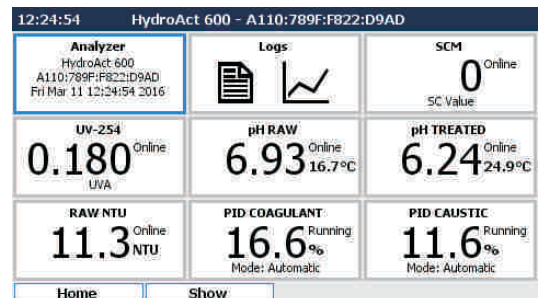 12:24:54 HydroAct 600 - A110:789F:F822:D9AD
Analyzer
HydroAct 600
A110:789F:F822:D9AD
Fri Mar 11 12:24:54 2016
Logs
SCM
0 Online
SC Value
UV-254
0.180 Online
UVA
pH RAW
6.93 Online
16.7°C
pH TREATED
6.24 Online
24.9°C
RAW NTU
11.3 Online
NTU
PID COAGULANT
16.6 Running
%
Mode: Automatic
PID CAUSTIC
11.6 Running
%
Mode: Automatic
Home Show